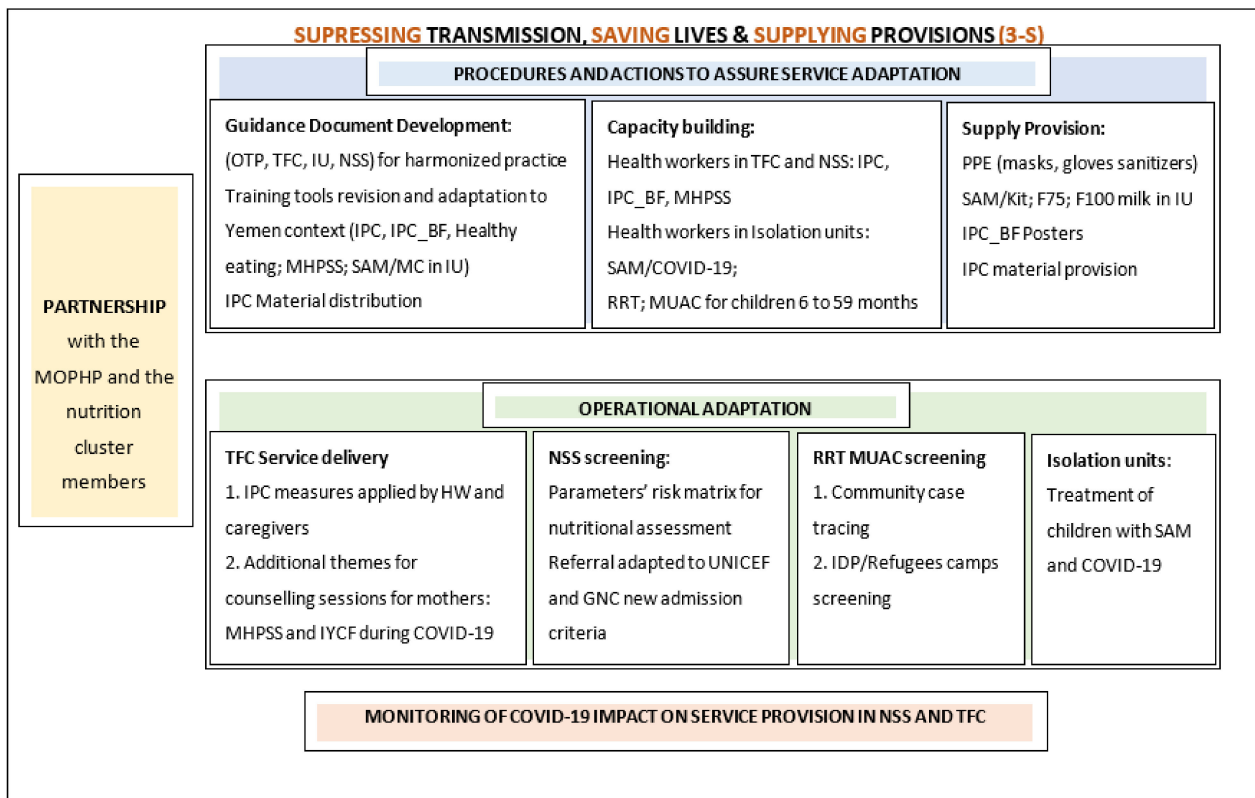 SUPRESSING TRANSMISSION, SAVING LIVES & SUPPLYING PROVISIONS (3-S)
PROCEDURES AND ACTIONS TO ASSURE SERVICE ADAPTATION
Guidance Document Development:
(OTP, TFC, IU, NSS) for harmonized practice
Training tools revision and adaptation to
Yemen context (IPC, IPC_BF, Healthy
eating; MHPSS; SAM/MC in IU)
IPC Material distribution
Capacity building:
Health workers in TFC and NSS: IPC,
IPC_BF, MHPSS
Health workers in Isolation units:
SAM/COVID-19;
RRT; MUAC for children 6 to 59 months
Supply Provision:
PPE (masks, gloves sanitizers)
SAM/Kit; F75; F100 milk in IU
IPC_BF Posters
IPC material provision
PARTNERSHIP
with the
MOPHP and the
nutrition
cluster
members
OPERATIONAL ADAPTATION
TFC Service delivery
1. IPC measures applied by HW and
caregivers
2. Additional themes for
counselling sessions for mothers:
MHPSS and IYCF during COVID-19
NSS screening:
Parameters' risk matrix for
nutritional assessment
Referral adapted to UNICEF
and GNC new admission
criteria
RRT MUAC screening
1. Community case
tracing
2. IDP/Refugees camps
screening
Isolation units:
Treatment of
children with SAM
and COVID-19
MONITORING OF COVID-19 IMPACT ON SERVICE PROVISION IN NSS AND TFC